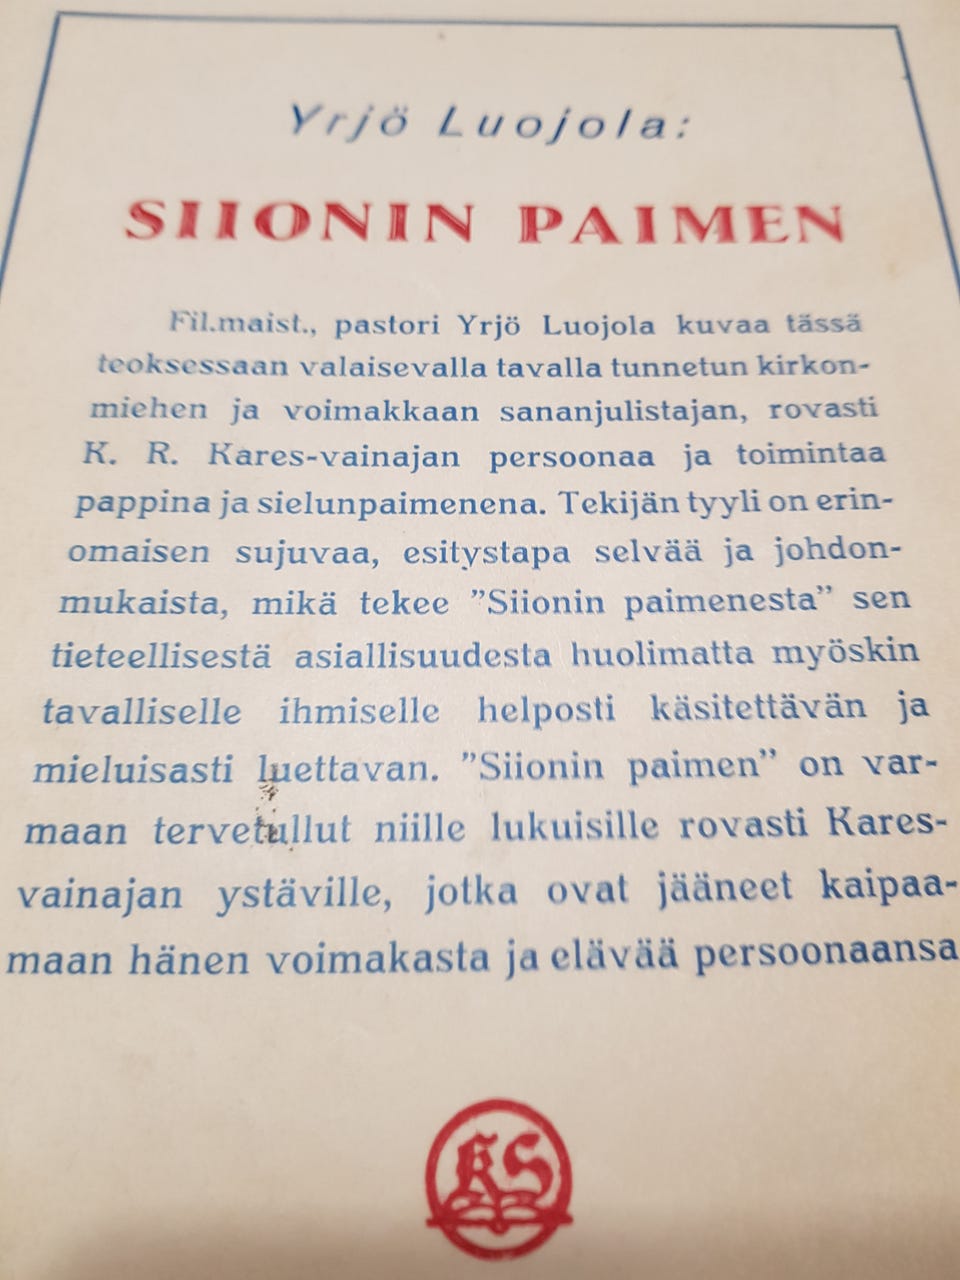 Yrjö Luojola:
SIIONIN PAIMEN
Fil.maist., pastori Yrjö Luojola kuvaa tässä
teoksessaan valaisevalla tavalla tunnetun kirkon-
miehen ja voimakkaan sananjulistajan, rovasti
K. R. Kares-vainajan persoonaa ja toimintaa
pappina ja sielunpaimenena. Tekijän tyyli on erin-
omaisen sujuvaa, esitystapa selvää ja johdon-
mukaista, mikä tekee ”Siionin paimenesta” sen
tieteellisestä asiallisuudesta huolimatta myöskin
tavalliselle ihmiselle helposti käsitettävän ja
mieluisasti luettavan. ”Siionin paimen” on var-
maan tervetullut niille lukuisille rovasti Kares-
vainajan ystäville, jotka ovat jääneet kaipaa-
maan hänen voimakasta ja elävää persoonaansa
KS